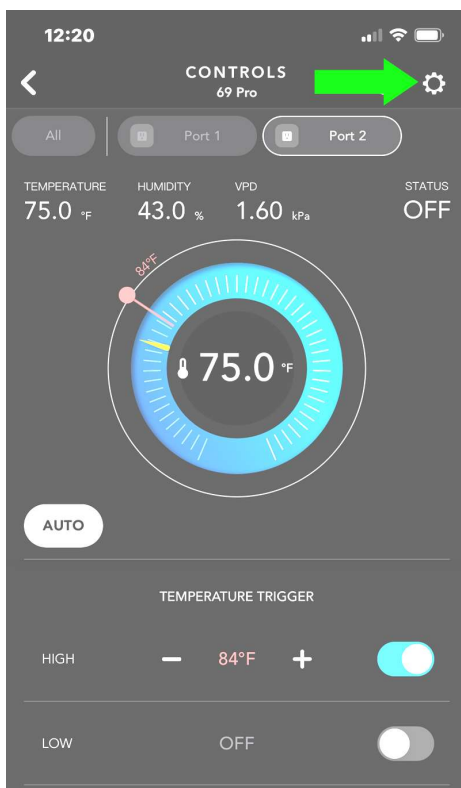 12:20
CONTROLS
69 Pro
All
Port 1
Port 2
TEMPERATURE HUMIDITY VPD STATUS
75.0 °F 43.0 % 1.60 kPa OFF
84°F
75.0 °F
AUTO
TEMPERATURE TRIGGER
HIGH − 84°F +
LOW OFF